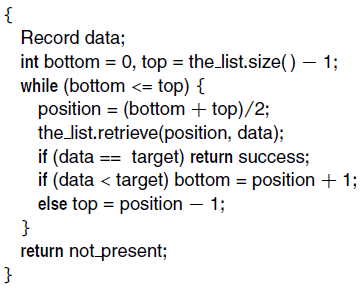 {
Record data;
int bottom = 0, top = the_list.size( ) − 1;
while (bottom <= top) {
position = (bottom + top)/2;
the_list.retrieve(position, data);
if (data == target) return success;
if (data < target) bottom = position + 1;
else top = position − 1;
}
return not_present;
}